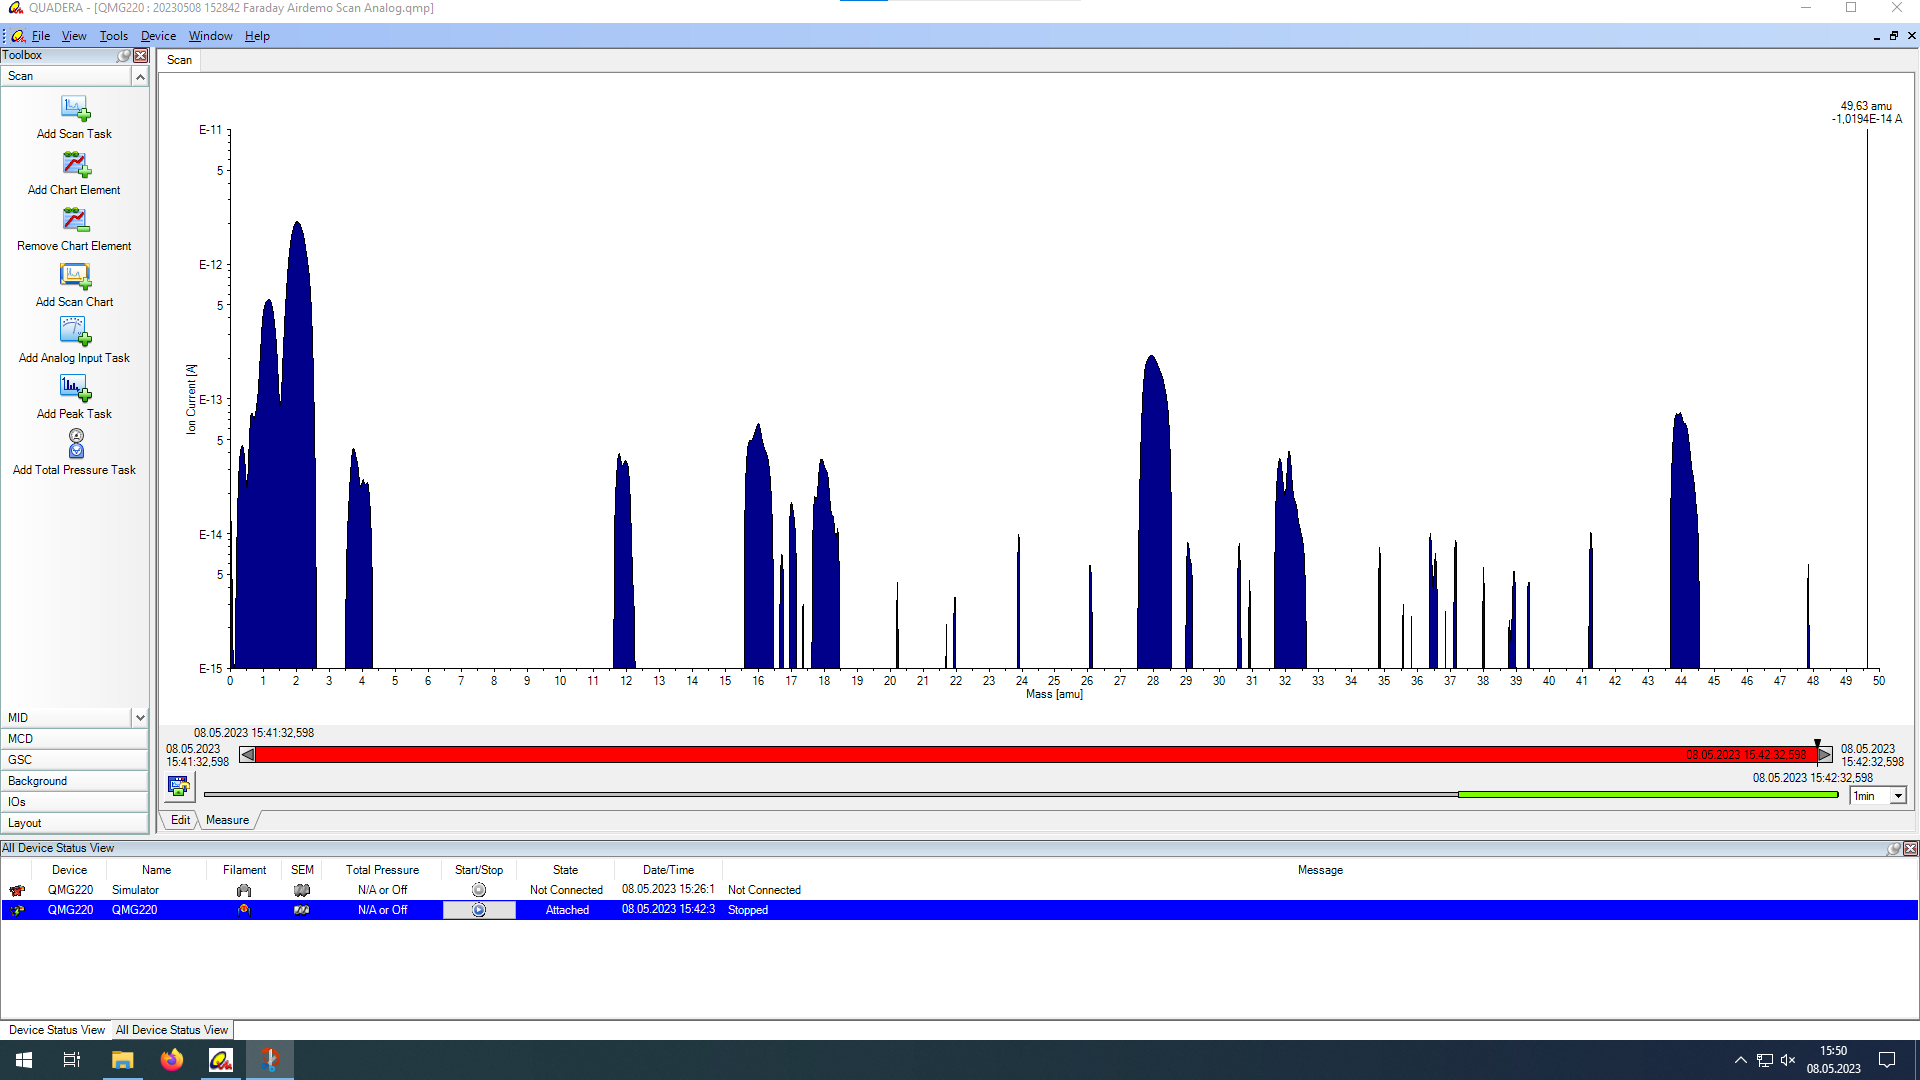 QUADERA - [QMG220 : 20230508 152842 Faraday Airdemo Scan Analog.qmp]
File View Tools Device Window Help
Toolbox
Scan
Add Scan Task
Add Chart Element
Remove Chart Element
Add Scan Chart
Add Analog Input Task
Add Peak Task
Add Total Pressure Task
MID
MCD
GSC
Background
IOs
Layout
Scan
49,63 amu
-1,0194E-14 A
E-11
5
E-12
5
E-13
5
E-14
5
E-15
Ion Current [A]
0 1 2 3 4 5 6 7 8 9 10 11 12 13 14 15 16 17 18 19 20 21 22 23 24 25 26 27 28 29 30 31 32 33 34 35 36 37 38 39 40 41 42 43 44 45 46 47 48 49 50
Mass [amu]
08.05.2023 15:41:32,598
08.05.2023
15:41:32,598
08.05.2023 15:42:32,598
08.05.2023
15:42:32,598
08.05.2023 15:42:32,598
1min
Edit Measure
All Device Status View
Device Name Filament SEM Total Pressure Start/Stop State Date/Time Message
QMG220 Simulator N/A or Off Not Connected 08.05.2023 15:26:1 Not Connected
QMG220 QMG220 N/A or Off Attached 08.05.2023 15:42:3 Stopped
Device Status View All Device Status View
15:50
08.05.2023